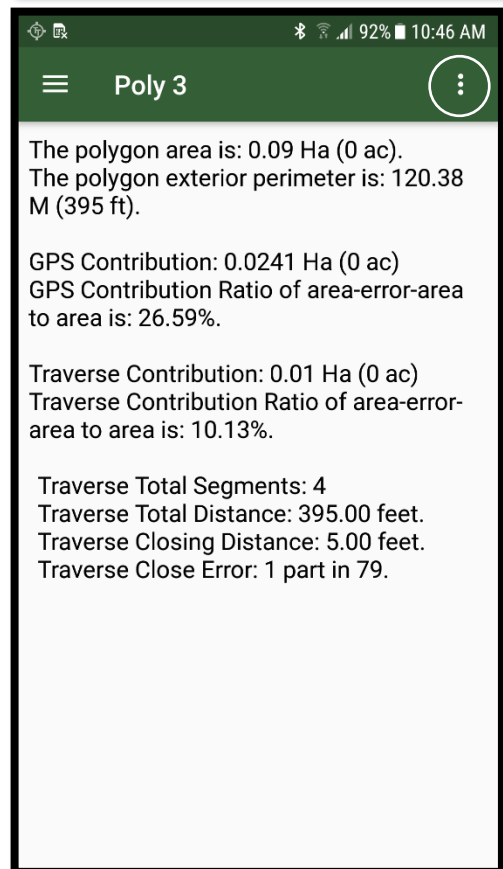 92% 10:46 AM
Poly 3
The polygon area is: 0.09 Ha (0 ac).
The polygon exterior perimeter is: 120.38
M (395 ft).
GPS Contribution: 0.0241 Ha (0 ac)
GPS Contribution Ratio of area-error-area
to area is: 26.59%.
Traverse Contribution: 0.01 Ha (0 ac)
Traverse Contribution Ratio of area-error-
area to area is: 10.13%.
Traverse Total Segments: 4
Traverse Total Distance: 395.00 feet.
Traverse Closing Distance: 5.00 feet.
Traverse Close Error: 1 part in 79.